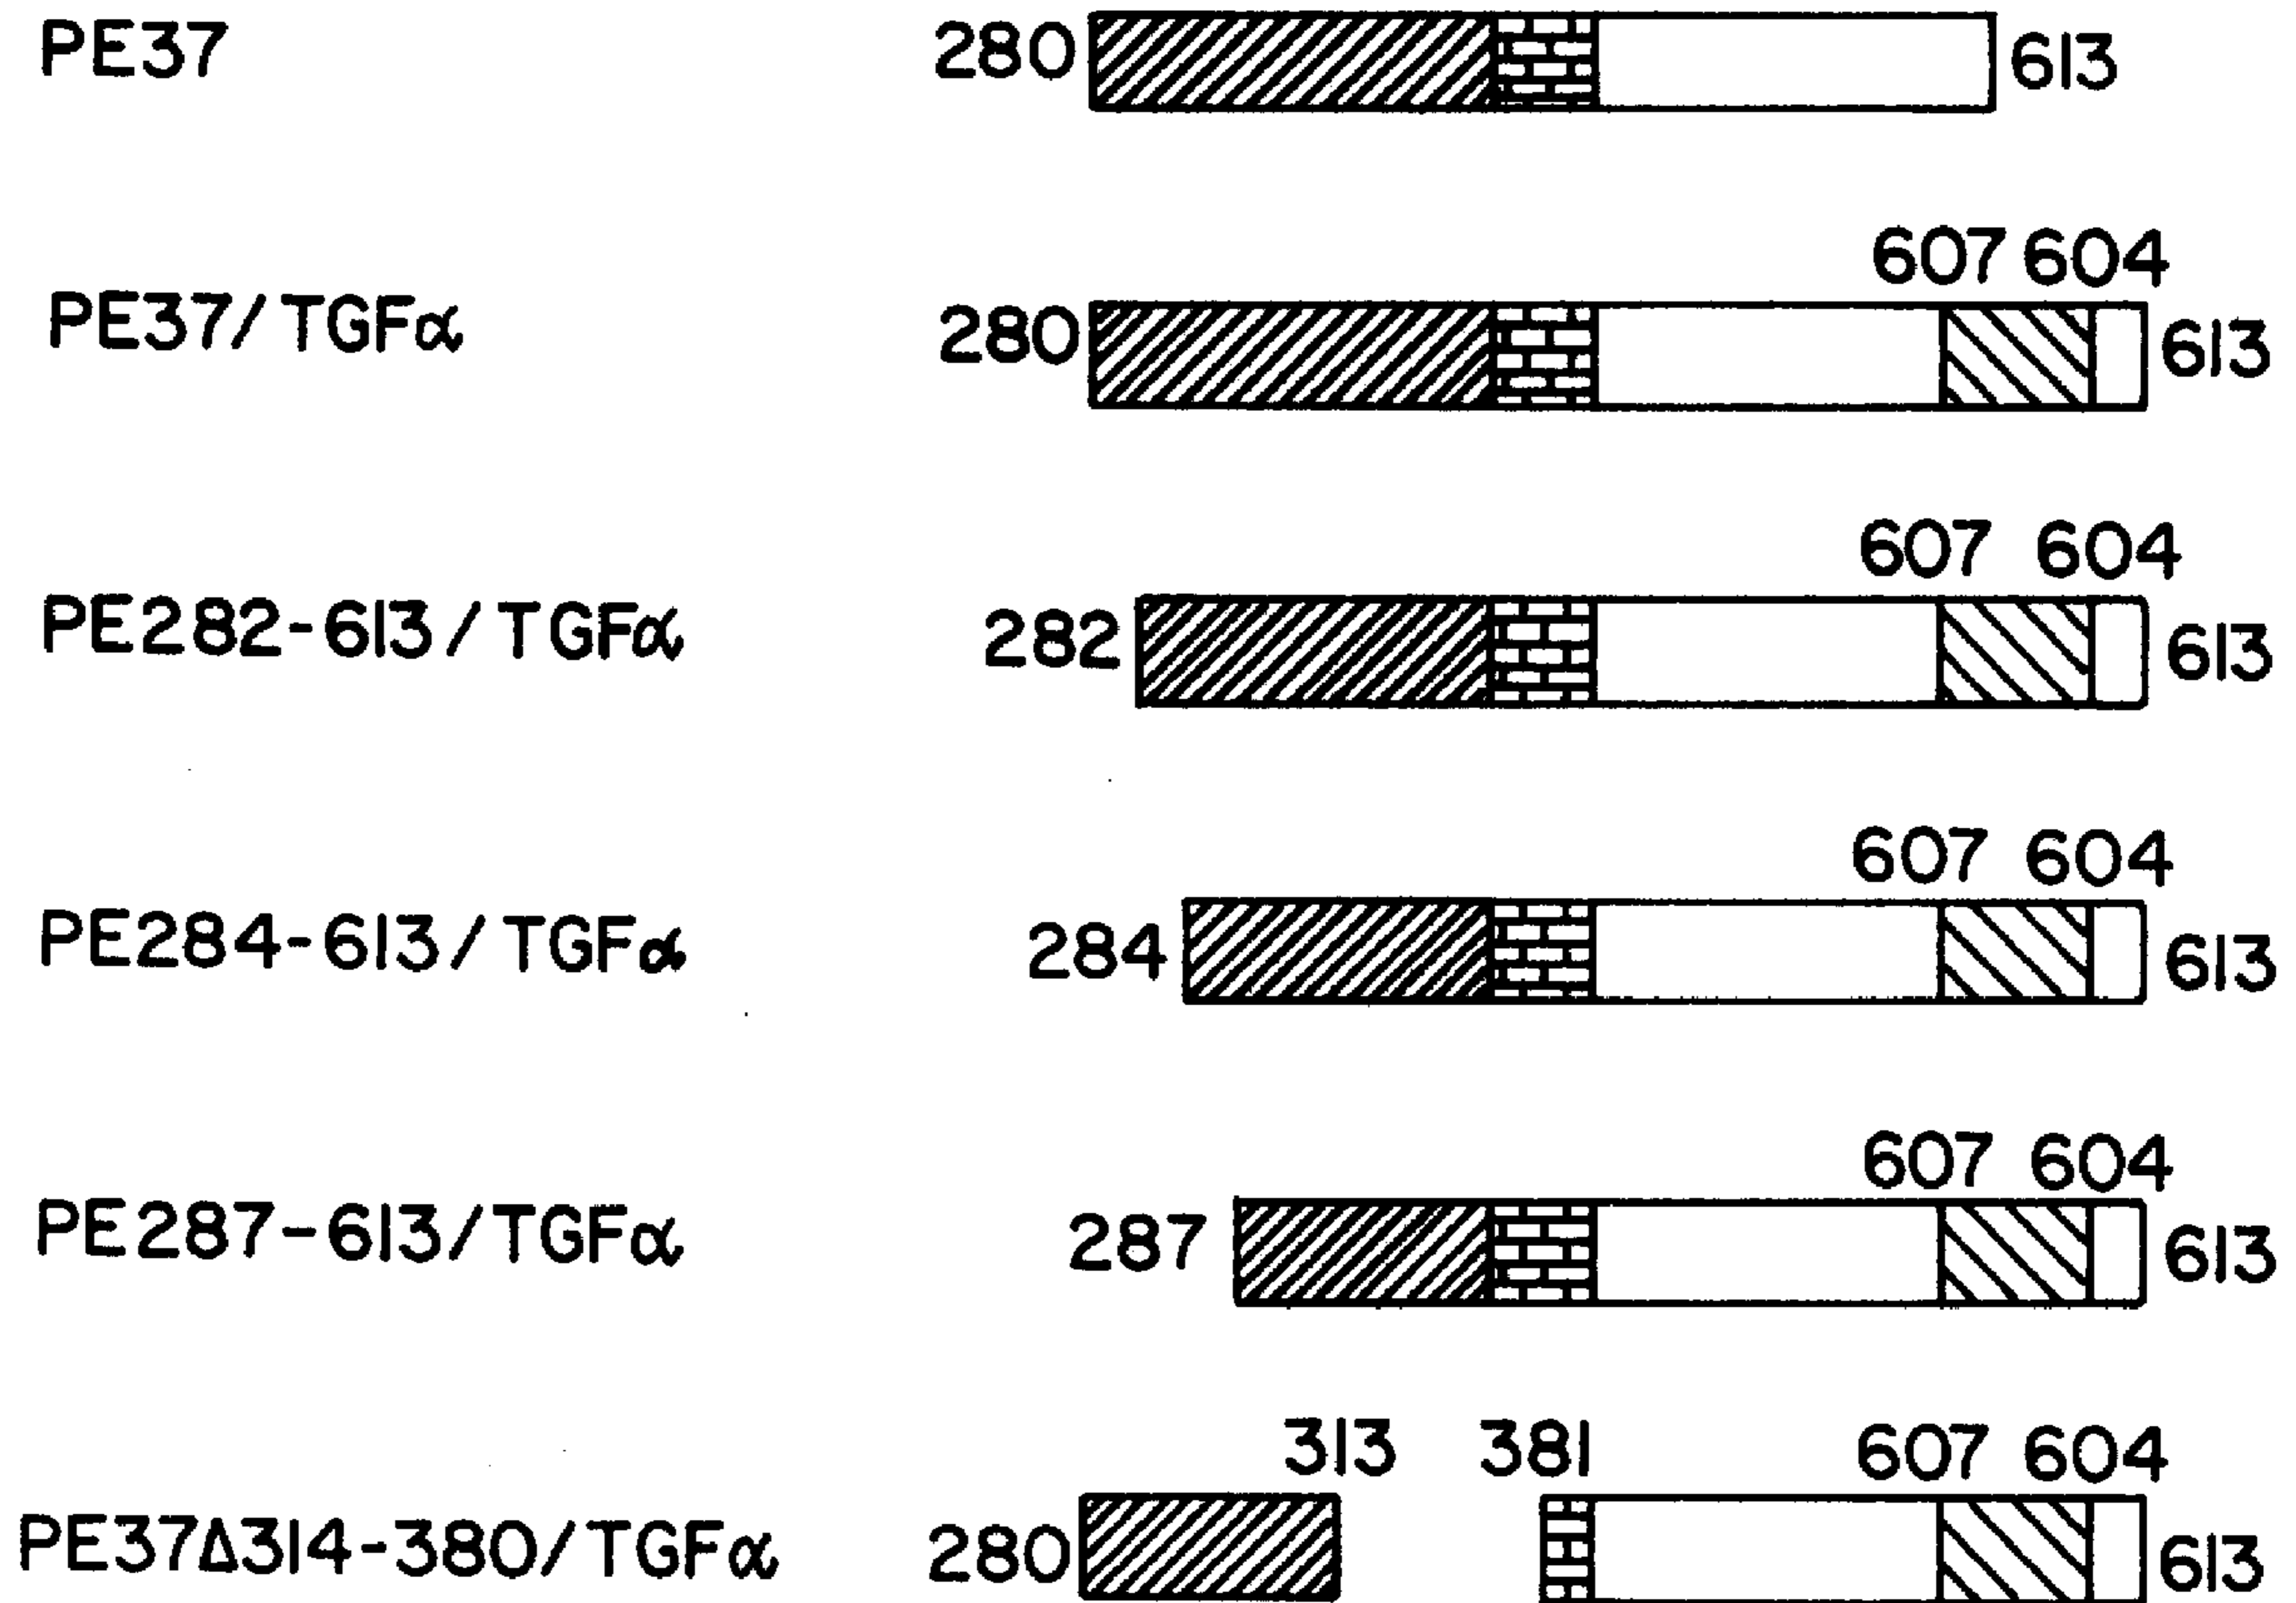 PE37 280 613
607 604
PE37/TGFα 280 613
607 604
PE282-613/TGFα 282 613
607 604
PE284-613/TGFα 284 613
607 604
PE287-613/TGFα 287 613
313 381 607 604
PE37Δ314-380/TGFα 280 613